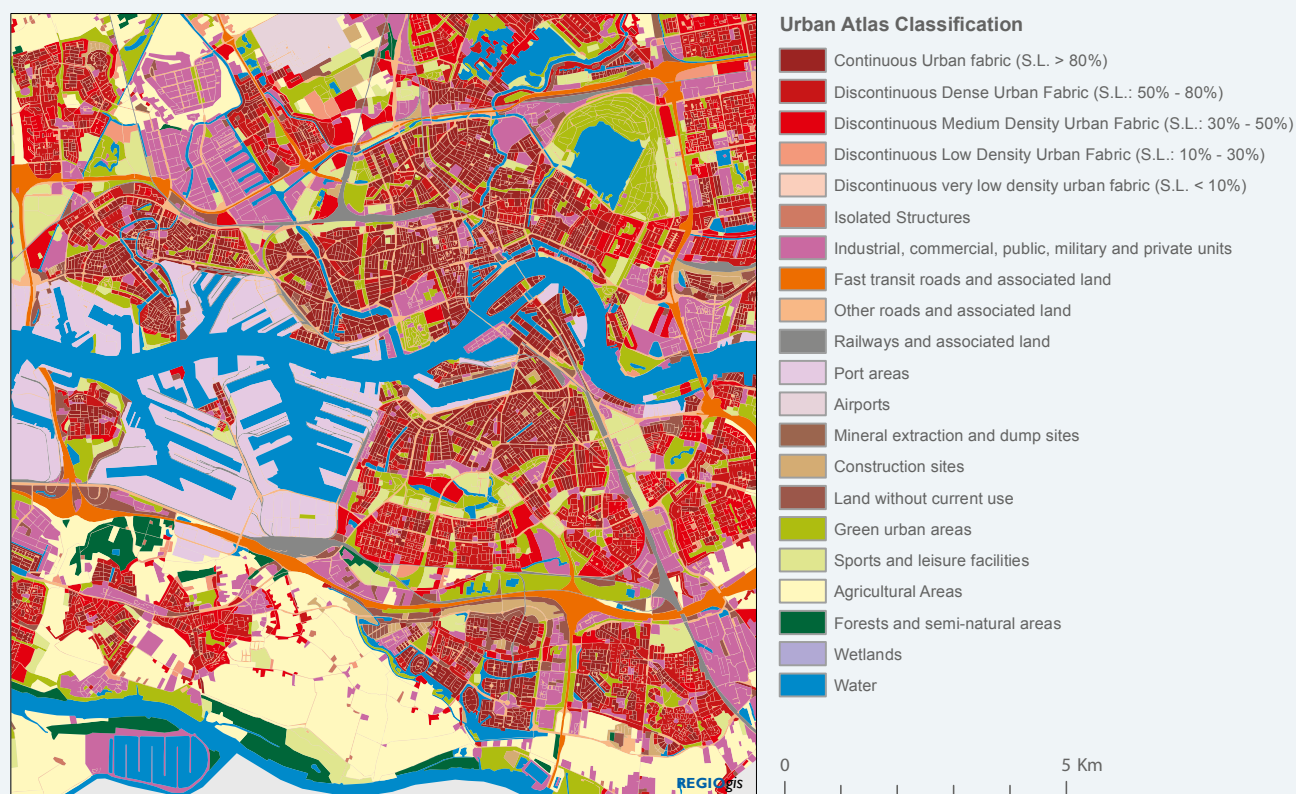 Urban Atlas Classification
Continuous Urban fabric (S.L. > 80%)
Discontinuous Dense Urban Fabric (S.L.: 50% - 80%)
Discontinuous Medium Density Urban Fabric (S.L.: 30% - 50%)
Discontinuous Low Density Urban Fabric (S.L.: 10% - 30%)
Discontinuous very low density urban fabric (S.L. < 10%)
Isolated Structures
Industrial, commercial, public, military and private units
Fast transit roads and associated land
Other roads and associated land
Railways and associated land
Port areas
Airports
Mineral extraction and dump sites
Construction sites
Land without current use
Green urban areas
Sports and leisure facilities
Agricultural Areas
Forests and semi-natural areas
Wetlands
Water
0 5 Km
REGIOgis